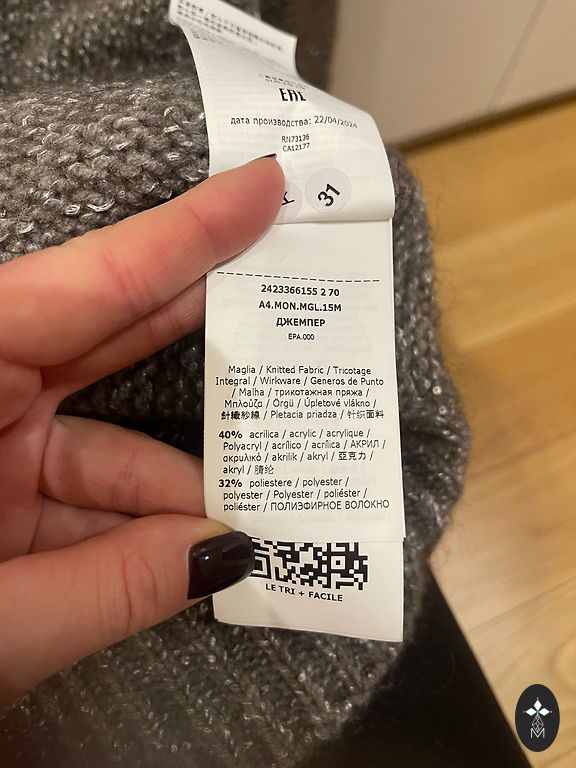 EAC
дата производства: 22/04/2024
RN73136
CA12177
31
2423366155 2 70
A4.MON.MGL.15M
ДЖЕМПЕР
EPA.000
Maglia / Knitted Fabric / Tricotage
Integral / Wirkware / Generos de Punto
/ Malha / трикотажная пряжа /
Μπλούζα / Örgü / Úpletové vlákno /
針織紗線 / Pletacia priadza / 针织面料
40% acrilica / acrylic / acrylique /
Polyacryl / acrílico / acrílica / АКРИЛ /
ακρυλικό / akrilik / akryl / 亞克力 /
akryl / 腈纶
32% poliestere / polyester /
polyester / Polyester / poliéster /
poliéster / ПОЛИЭФИРНОЕ ВОЛОКНО
LE TRI + FACILE
M